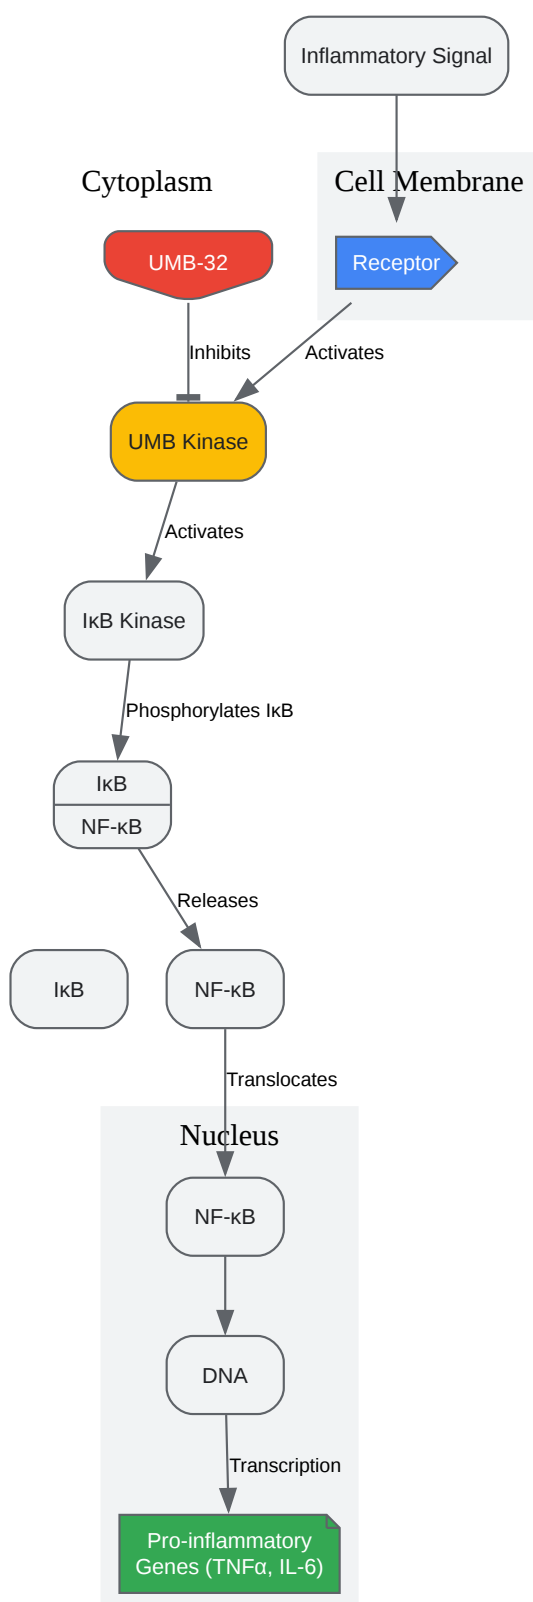 Inflammatory Signal
Cytoplasm
Cell Membrane
UMB-32
Receptor
Inhibits
Activates
UMB Kinase
Activates
IκB Kinase
Phosphorylates IκB
IκB
NF-κB
Releases
IκB
NF-κB
Translocates
Nucleus
NF-κB
DNA
Transcription
Pro-inflammatory
Genes (TNFα, IL-6)